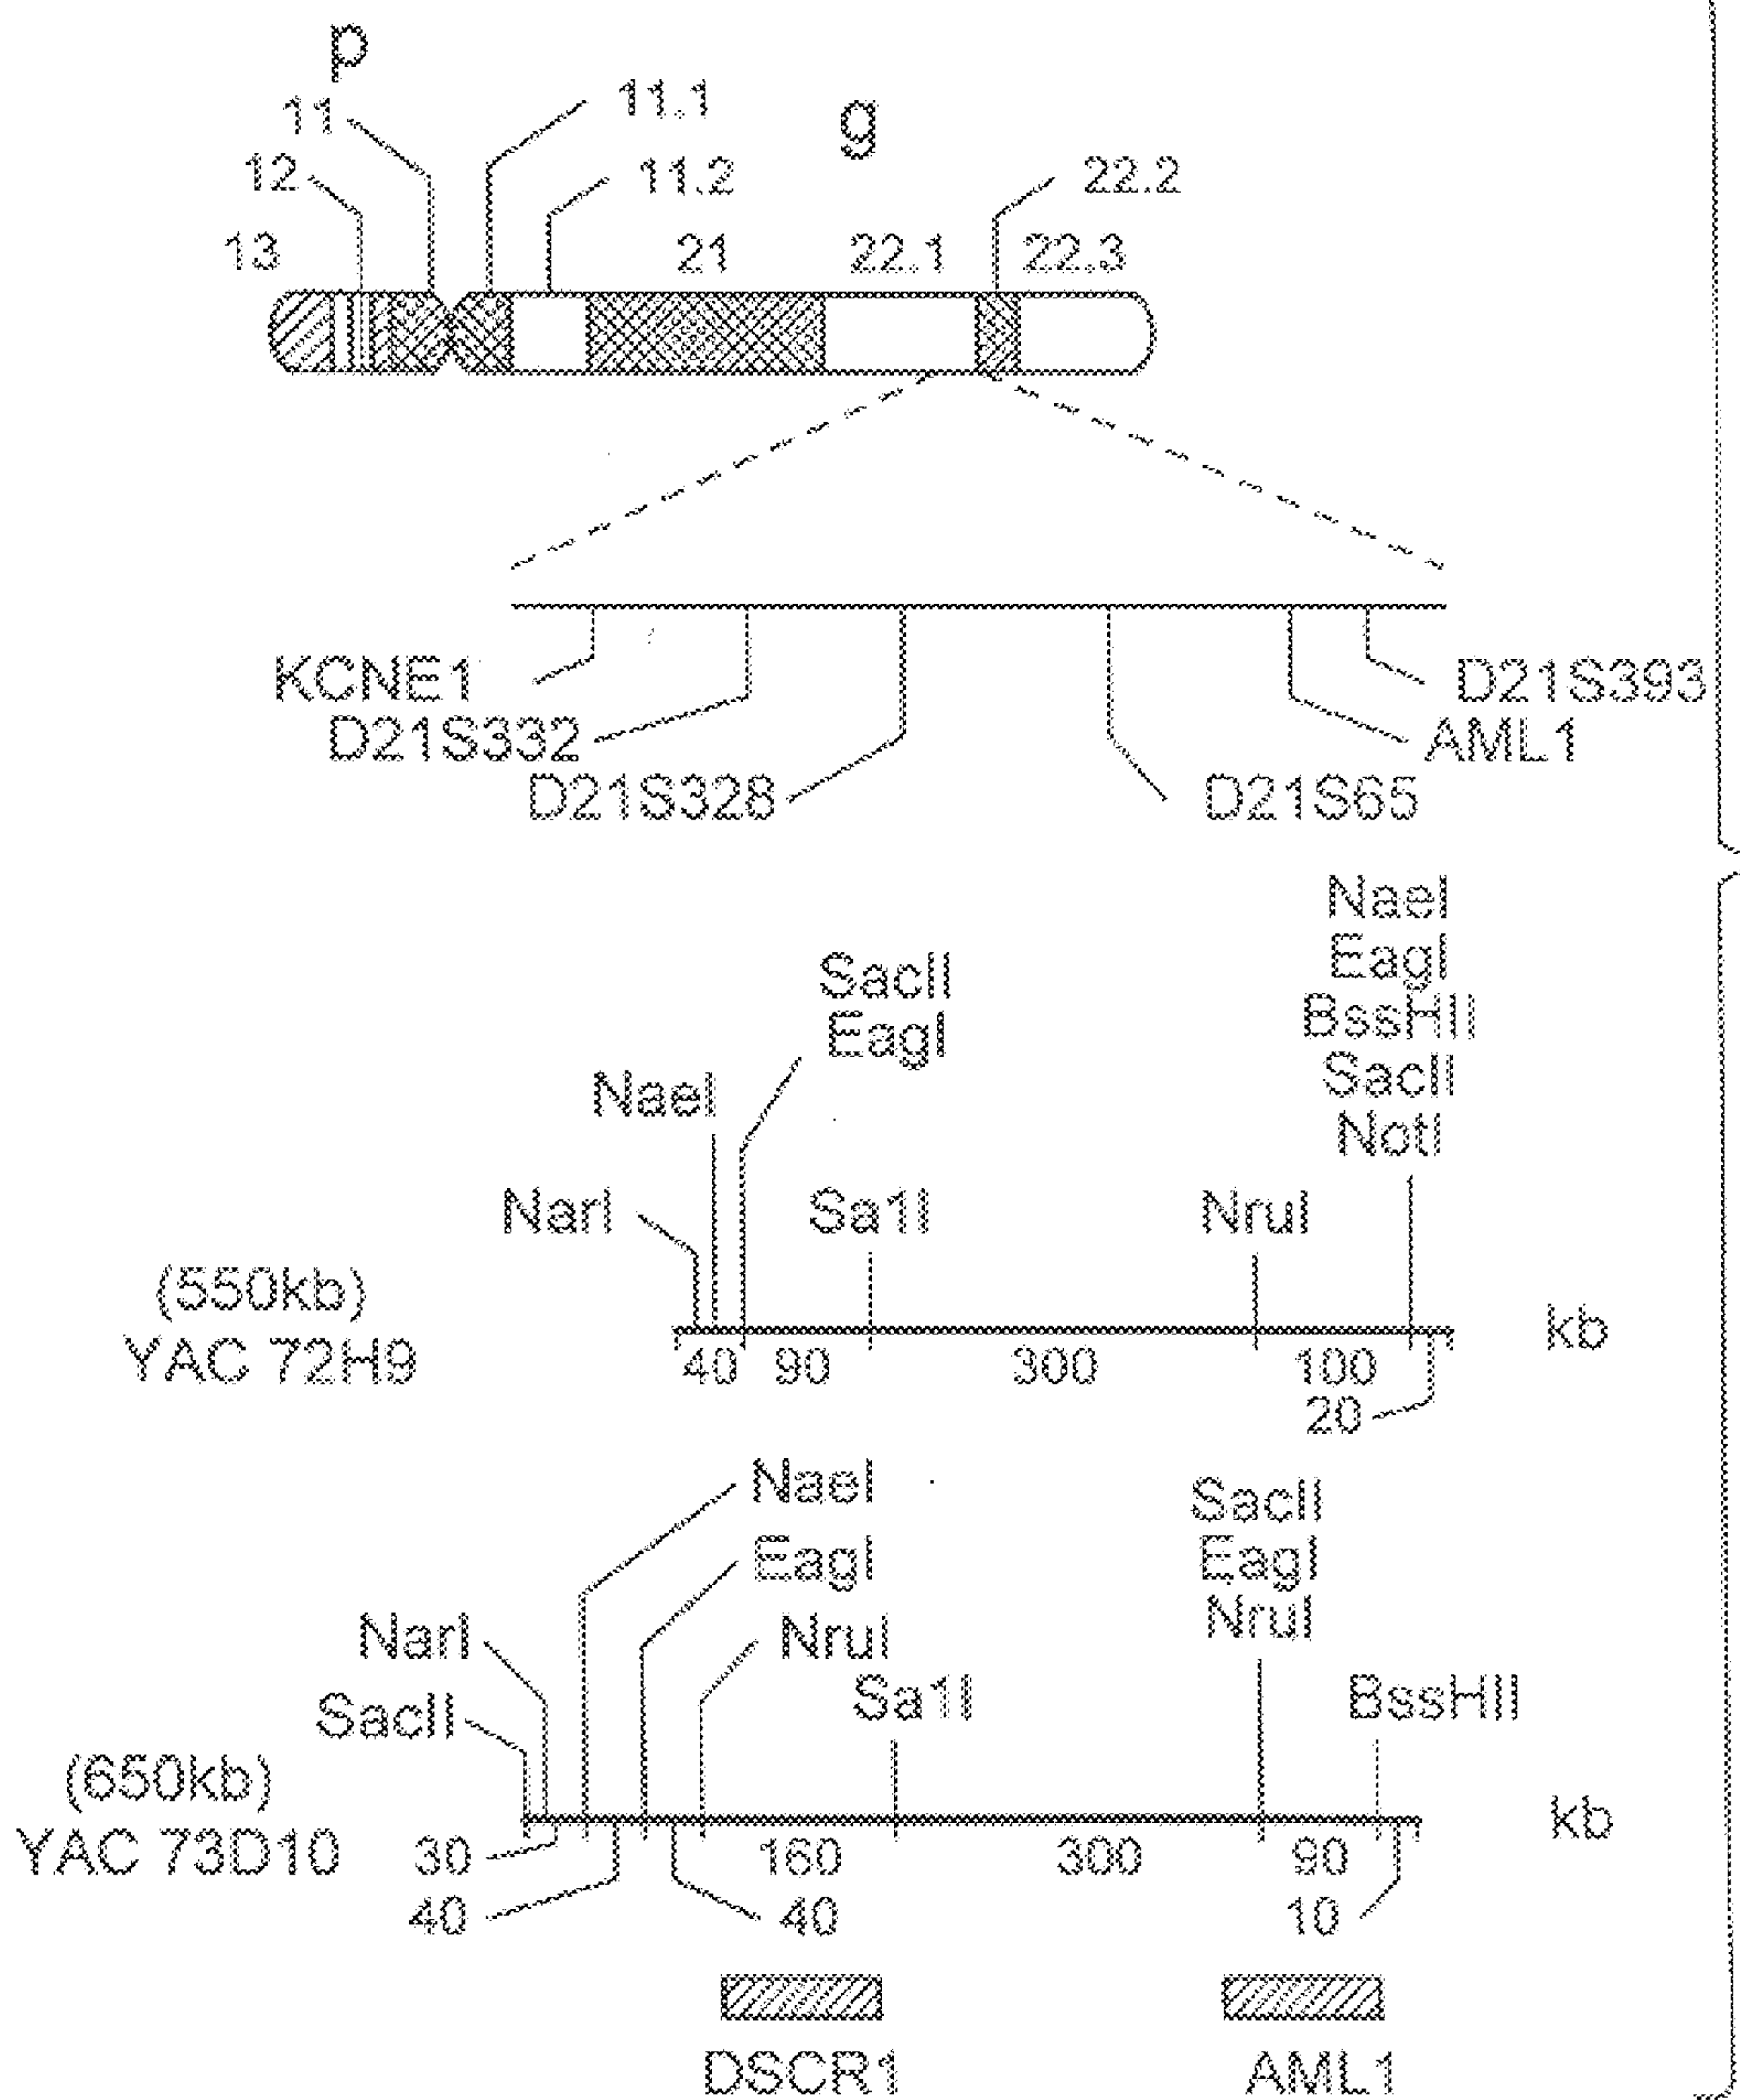 p
11
11.1
g
12
11.2
22.2
13
21
22.1
22.3
KCNE1
D21S393
D21S332
AML1
D21S328
D21S65
NaeI
EagI
BssHII
SacII
NotI
SacII
EagI
NaeI
NarI
Sa1I
NruI
(550kb)
YAC 72H9
kb
40
90
300
100
20
NaeI
EagI
NruI
NarI
SacII
Sa1I
SacII
EagI
NruI
BssHII
(650kb)
YAC 73D10
kb
30
160
300
90
40
40
10
DSCR1
AML1